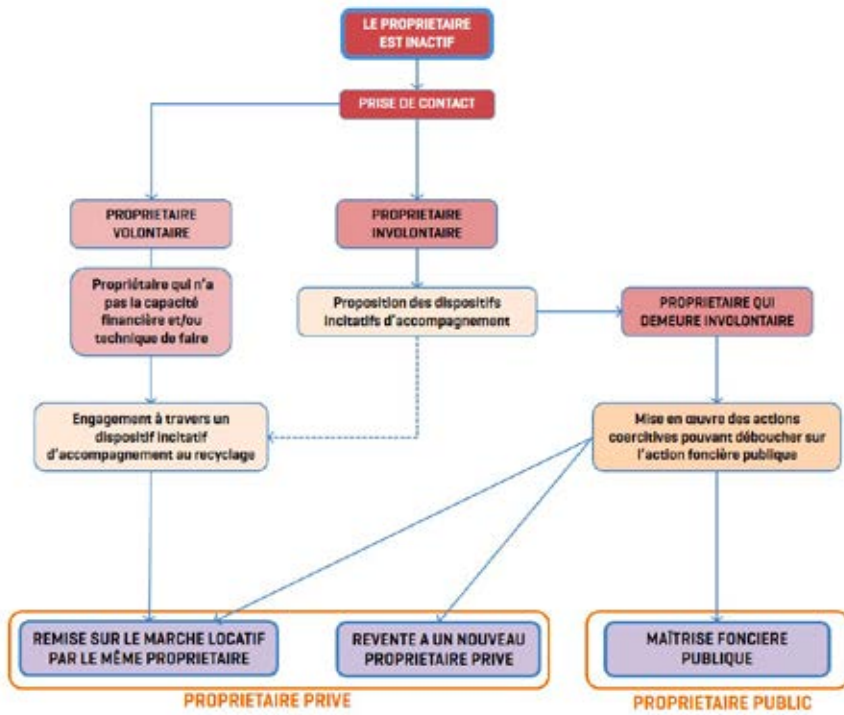 LE PROPRIETAIRE
EST INACTIF
PRISE DE CONTACT
PROPRIETAIRE
VOLONTAIRE
PROPRIETAIRE
INVOLONTAIRE
Propriétaire qui n'a
pas la capacité
financière et/ou
technique de faire
Proposition des dispositifs
incitatifs d'accompagnement
PROPRIETAIRE QUI
DEMEURE INVOLONTAIRE
Engagement à travers un
dispositif incitatif
d'accompagnement au recyclage
Mise en œuvre des actions
coercitives pouvant déboucher sur
l'action foncière publique
REMISE SUR LE MARCHE LOCATIF
PAR LE MÊME PROPRIETAIRE
REVENTE A UN NOUVEAU
PROPRIETAIRE PRIVE
MAÎTRISE FONCIERE
PUBLIQUE
PROPRIETAIRE PRIVE
PROPRIETAIRE PUBLIC